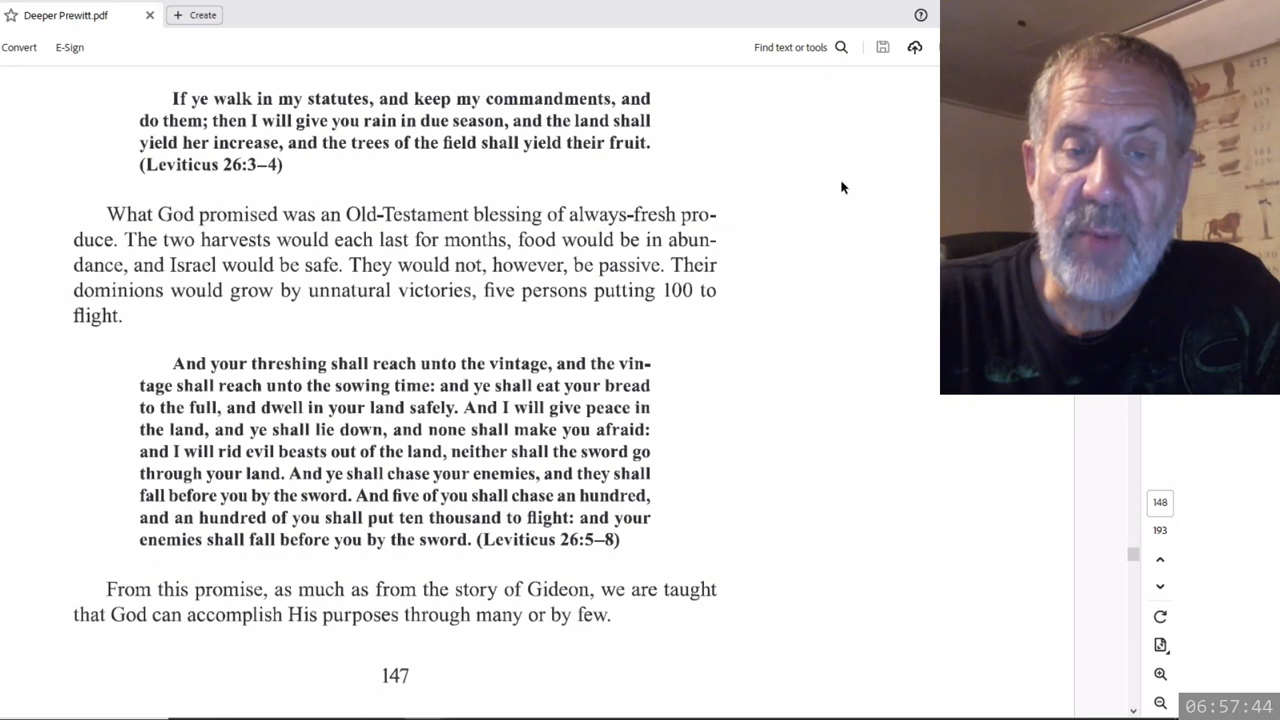 Deeper Prewitt.pdf
Create
Convert
E-Sign
Find text or tools
If ye walk in my statutes, and keep my commandments, and
do them; then I will give you rain in due season, and the land shall
yield her increase, and the trees of the field shall yield their fruit.
(Leviticus 26:3–4)
What God promised was an Old-Testament blessing of always-fresh pro-
duce. The two harvests would each last for months, food would be in abun-
dance, and Israel would be safe. They would not, however, be passive. Their
dominions would grow by unnatural victories, five persons putting 100 to
flight.
And your threshing shall reach unto the vintage, and the vin-
tage shall reach unto the sowing time: and ye shall eat your bread
to the full, and dwell in your land safely. And I will give peace in
the land, and ye shall lie down, and none shall make you afraid:
and I will rid evil beasts out of the land, neither shall the sword go
through your land. And ye shall chase your enemies, and they shall
fall before you by the sword. And five of you shall chase an hundred,
and an hundred of you shall put ten thousand to flight: and your
enemies shall fall before you by the sword. (Leviticus 26:5–8)
From this promise, as much as from the story of Gideon, we are taught
that God can accomplish His purposes through many or by few.
147
148
193
06:57:44